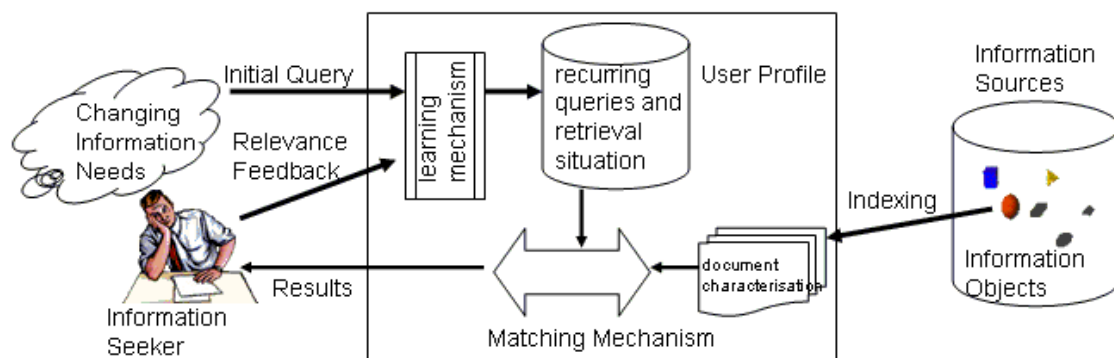 Changing
Information
Needs
Initial Query
Relevance
Feedback
learning
mechanism
recurring
queries and
retrieval
situation
User Profile
Information
Sources
Indexing
Information
Objects
document
characterisation
Matching Mechanism
Results
Information
Seeker